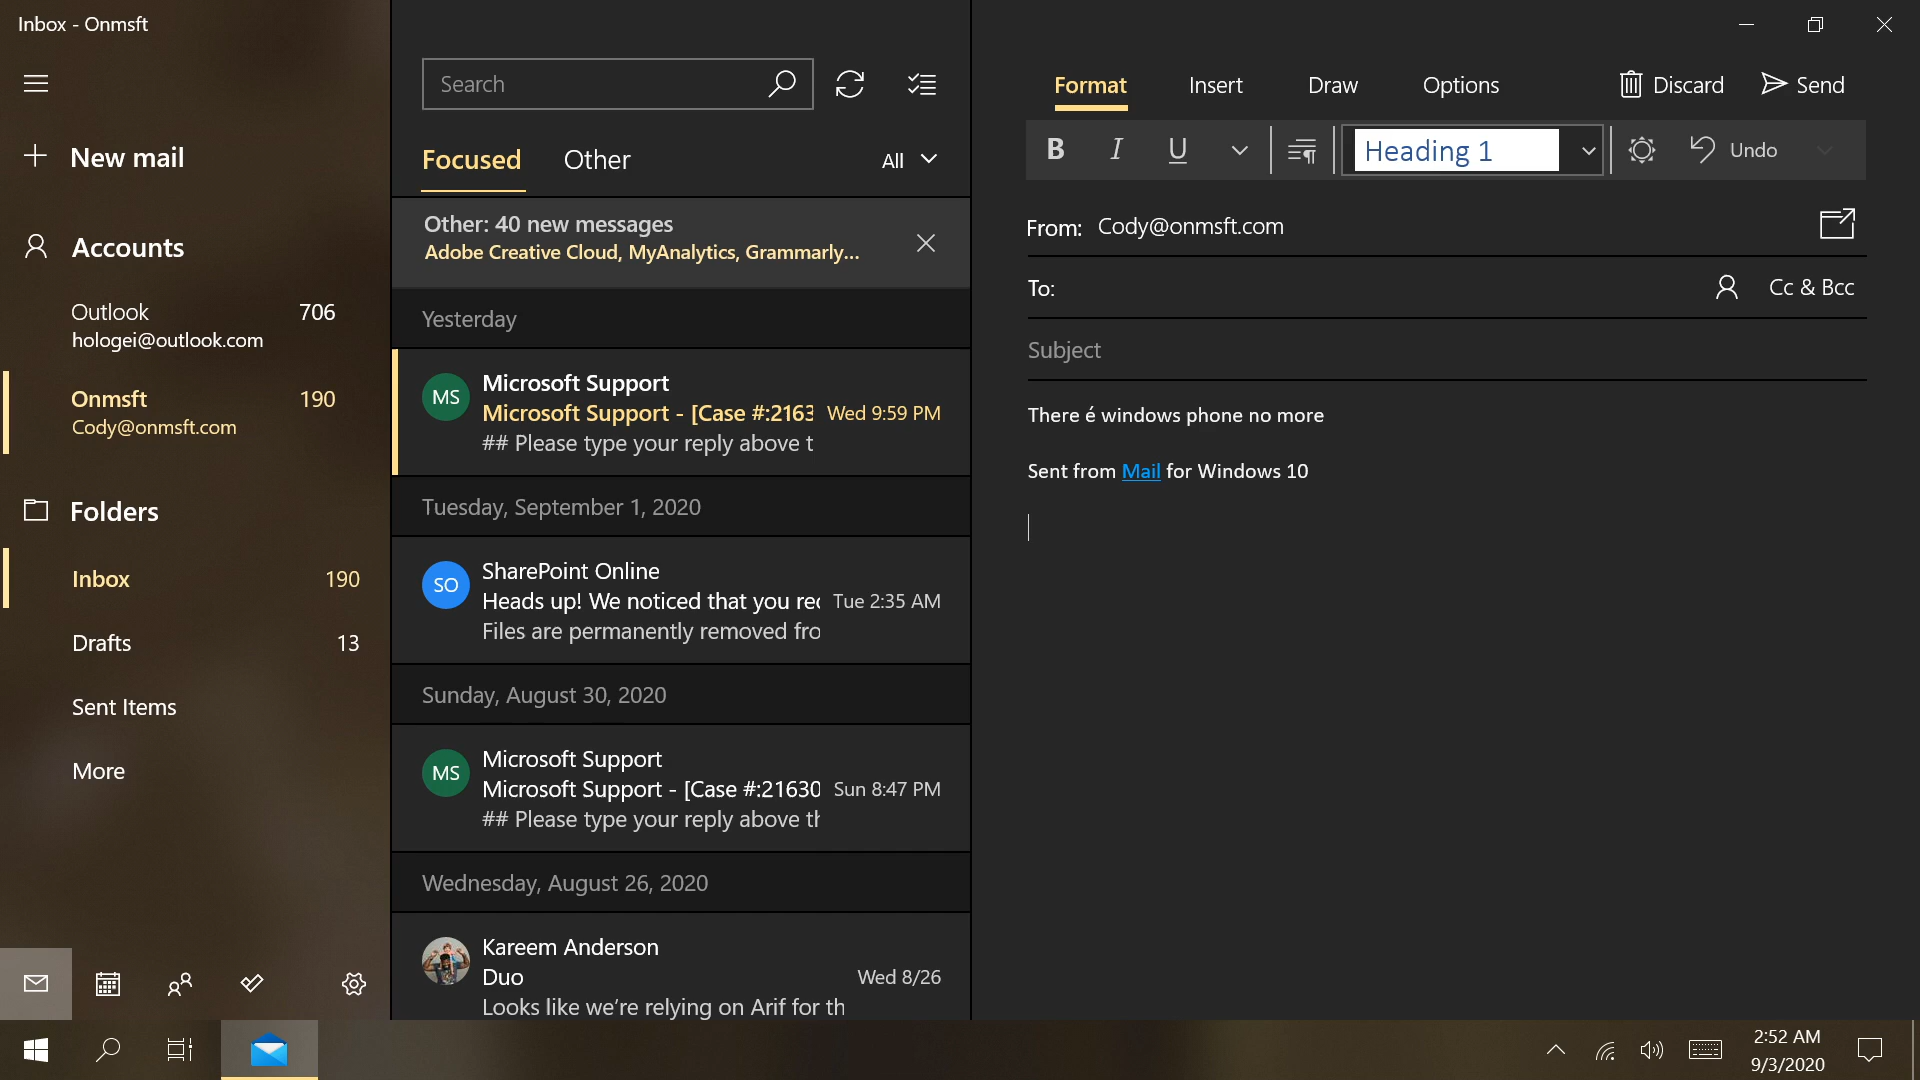 Inbox - Onmsft
New mail
Accounts
Outlook 706
hologei@outlook.com
Onmsft 190
Cody@onmsft.com
Folders
Inbox 190
Drafts 13
Sent Items
More
Search
Focused Other All
Other: 40 new messages
Adobe Creative Cloud, MyAnalytics, Grammarly...
Yesterday
MS
Microsoft Support
Microsoft Support - [Case #:2163 Wed 9:59 PM
## Please type your reply above t
Tuesday, September 1, 2020
SO
SharePoint Online
Heads up! We noticed that you rec Tue 2:35 AM
Files are permanently removed fro
Sunday, August 30, 2020
MS
Microsoft Support
Microsoft Support - [Case #:21630 Sun 8:47 PM
## Please type your reply above th
Wednesday, August 26, 2020
Kareem Anderson
Duo Wed 8/26
Looks like we're relying on Arif for th
Format Insert Draw Options Discard Send
B I U Heading 1 Undo
From: Cody@onmsft.com
To: Cc & Bcc
Subject
There é windows phone no more
Sent from Mail for Windows 10
2:52 AM
9/3/2020